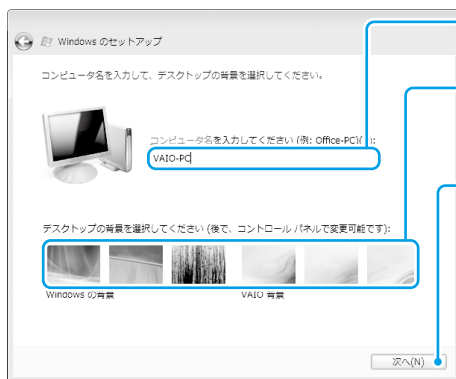 Windows のセットアップ
コンピュータ名を入力して、デスクトップの背景を選択してください。
コンピュータ名を入力してください (例: Office-PC)( ):
VAIO-PC
デスクトップの背景を選択してください (後で、コントロール パネルで変更可能です):
Windows の背景
VAIO 背景
次へ(N)